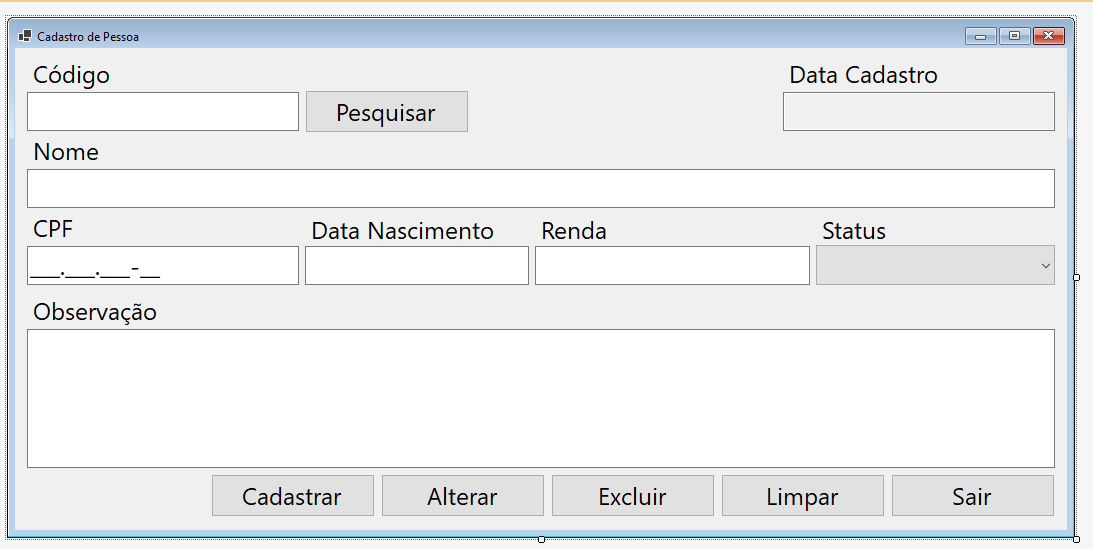 Cadastro de Pessoa
Código
Data Cadastro
Pesquisar
Nome
CPF
Data Nascimento
Renda
Status
___.___.___-__
Observação
Cadastrar
Alterar
Excluir
Limpar
Sair